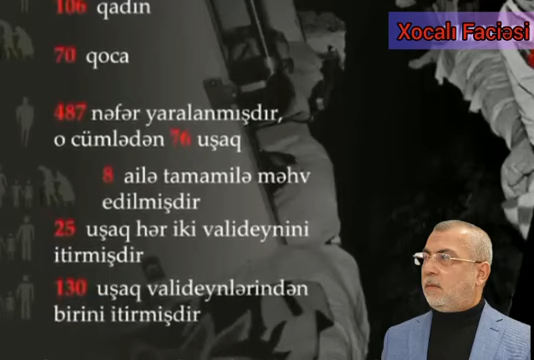 106 qadın
Xocalı Faciəsi
70 qoca
487 nəfər yaralanmışdır,
o cümlədən 76 uşaq
8 ailə tamamilə məhv
edilmişdir
25 uşaq hər iki valideynini
itirmişdir
130 uşaq valideynlərindən
birini itirmişdir